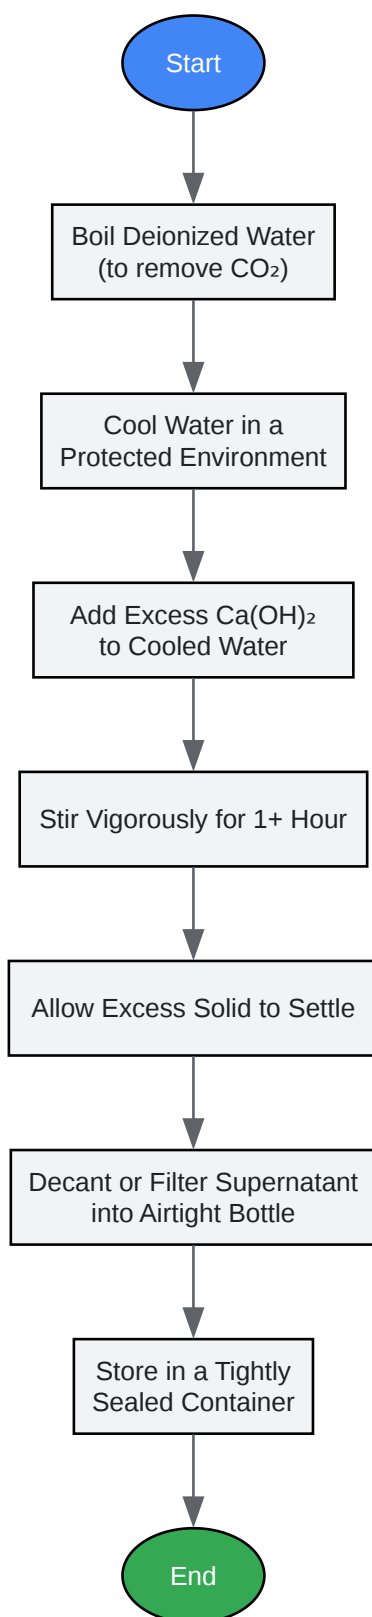 Start
Boil Deionized Water
(to remove CO₂)
Cool Water in a
Protected Environment
Add Excess Ca(OH)₂
to Cooled Water
Stir Vigorously for 1+ Hour
Allow Excess Solid to Settle
Decant or Filter Supernatant
into Airtight Bottle
Store in a Tightly
Sealed Container
End